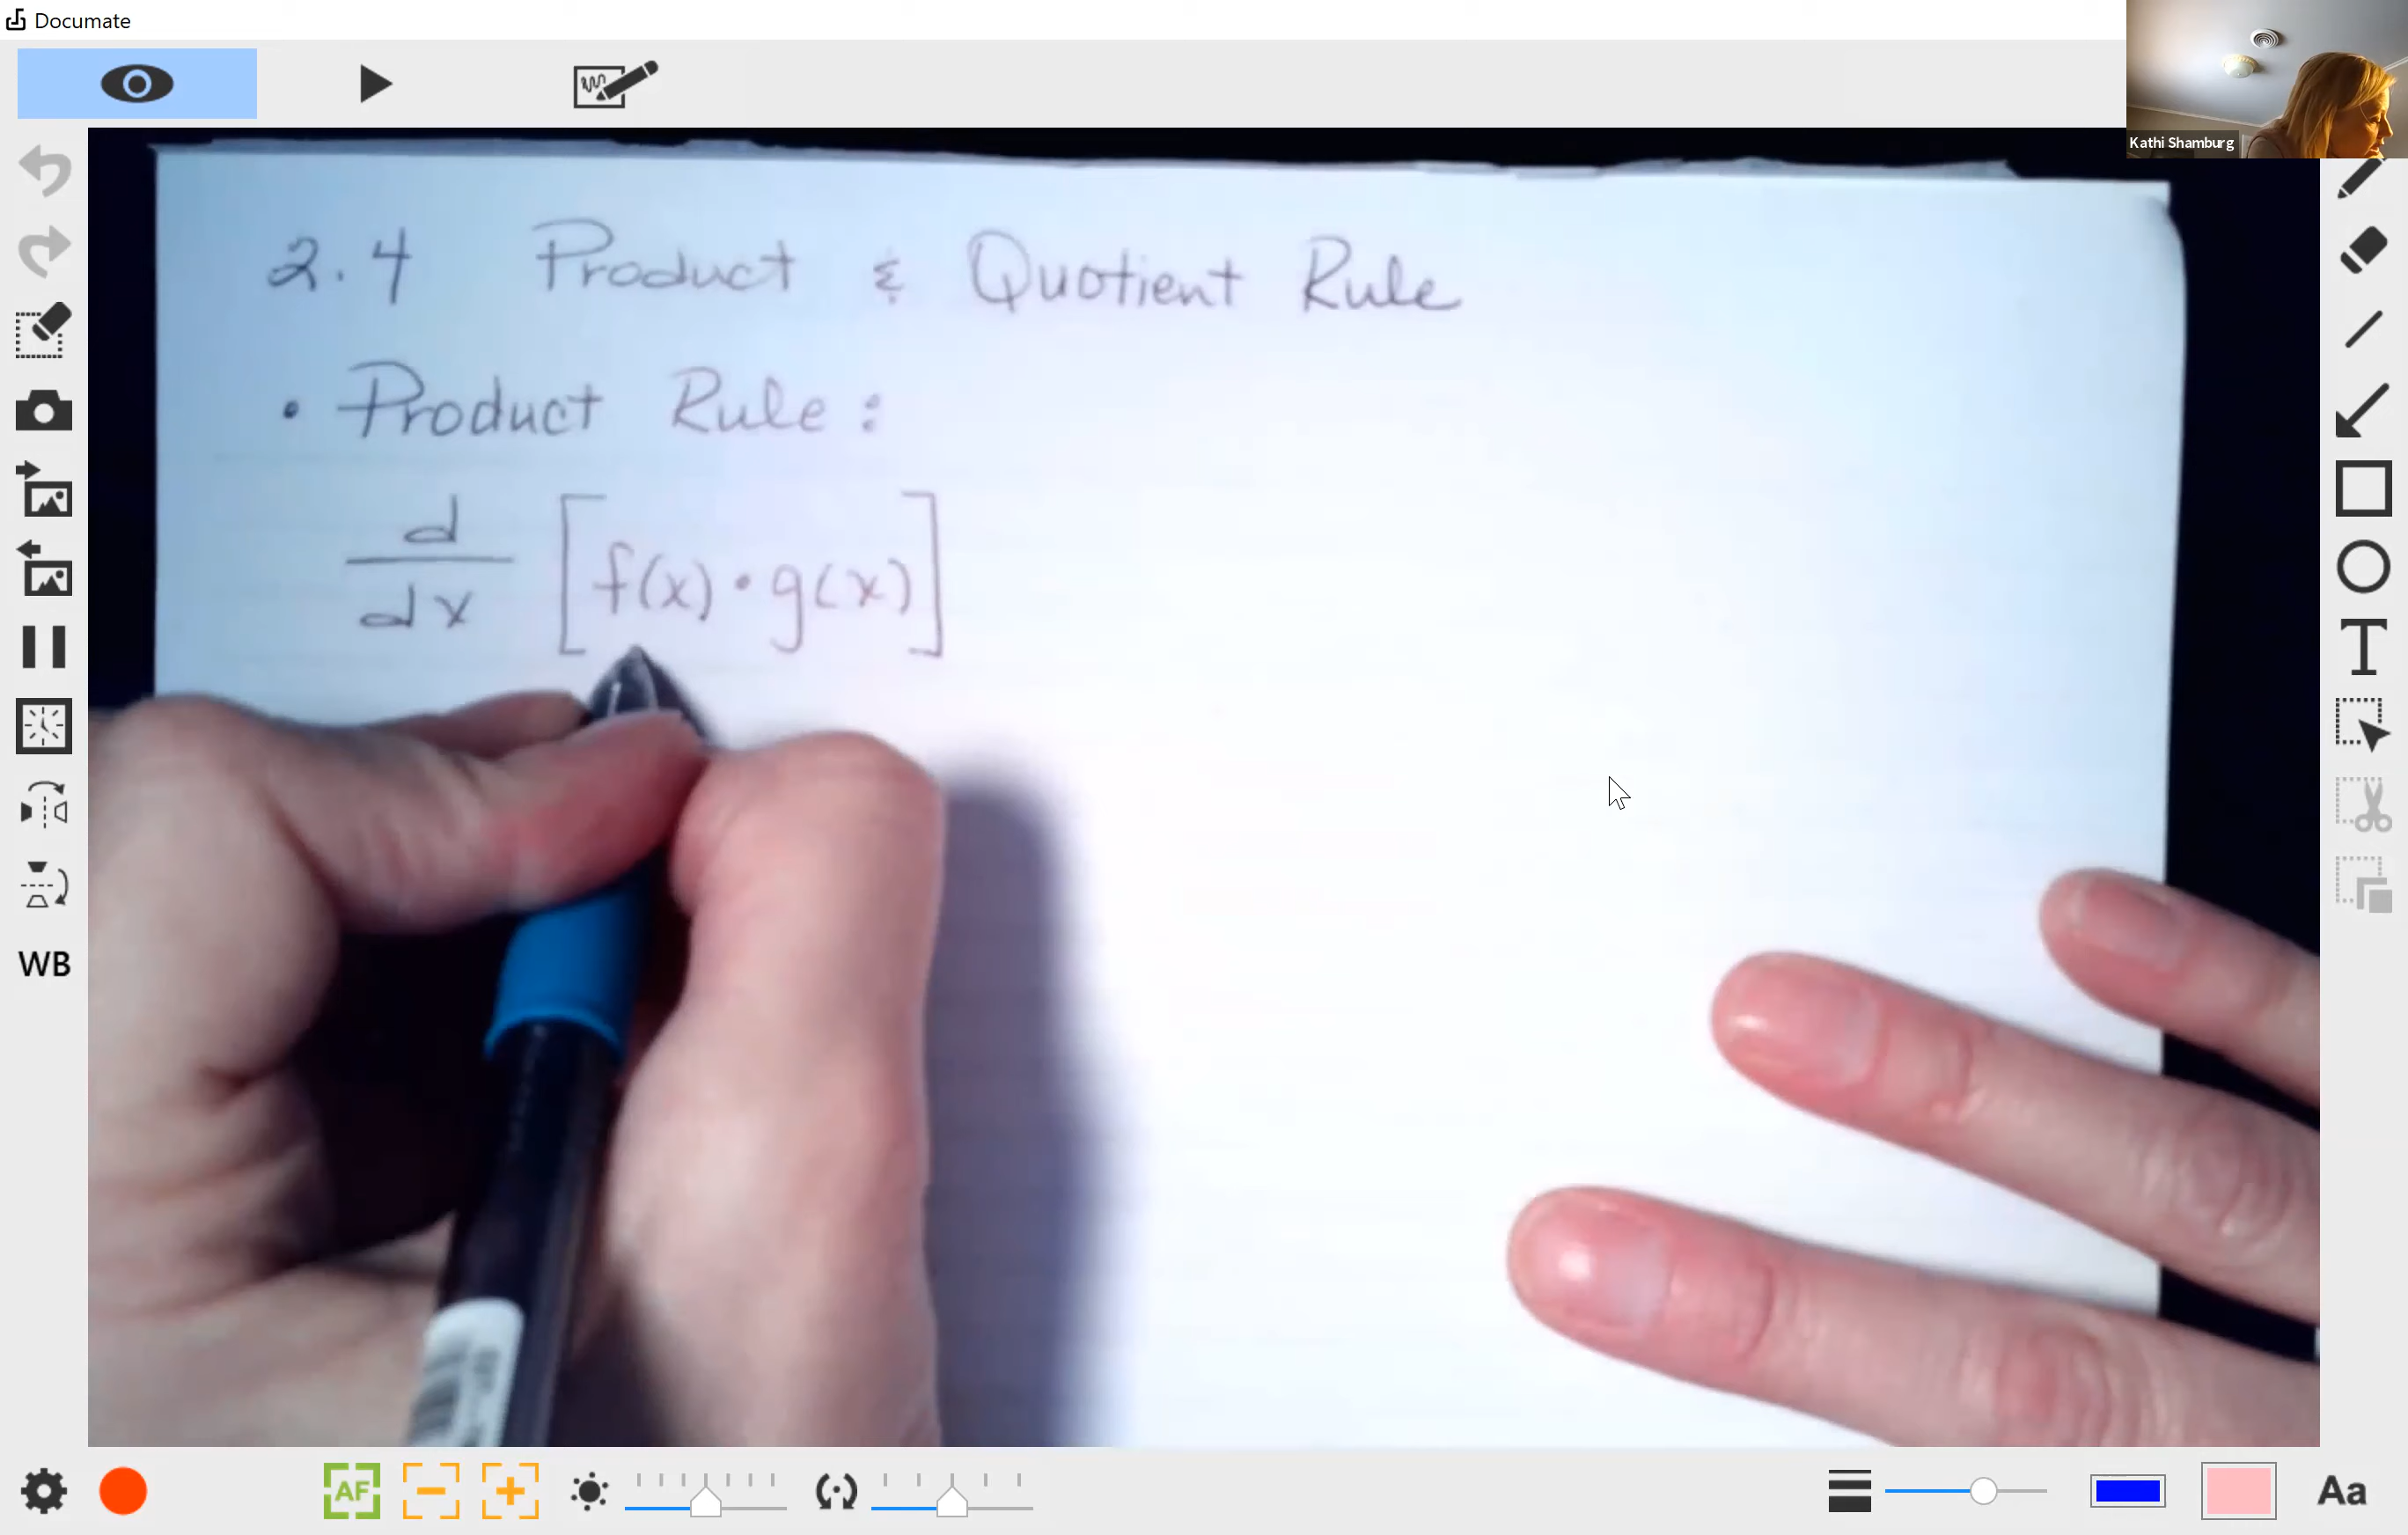 Documate
Kathi Shamburg
2.4 Product & Quotient Rule
• Product Rule:
d/dx [f(x)·g(x)]
WB
AF
T
Aa